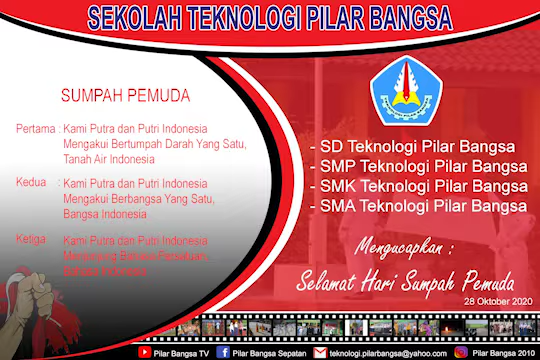 SEKOLAH TEKNOLOGI PILAR BANGSA
SUMPAH PEMUDA
Pertama : Kami Putra dan Putri Indonesia
Mengakui Bertumpah Darah Yang Satu,
Tanah Air Indonesia
Kedua : Kami Putra dan Putri Indonesia
Mengakui Berbangsa Yang Satu,
Bangsa Indonesia
Ketiga : Kami Putra dan Putri Indonesia
Menjunjung Bahasa Persatuan,
Bahasa Indonesia
- SD Teknologi Pilar Bangsa
- SMP Teknologi Pilar Bangsa
- SMK Teknologi Pilar Bangsa
- SMA Teknologi Pilar Bangsa
Mengucapkan :
Selamat Hari Sumpah Pemuda
28 Oktober 2020
Pilar Bangsa TV
Pilar Bangsa Sepatan
teknologi.pilarbangsa@yahoo.com
Pilar Bangsa 2010